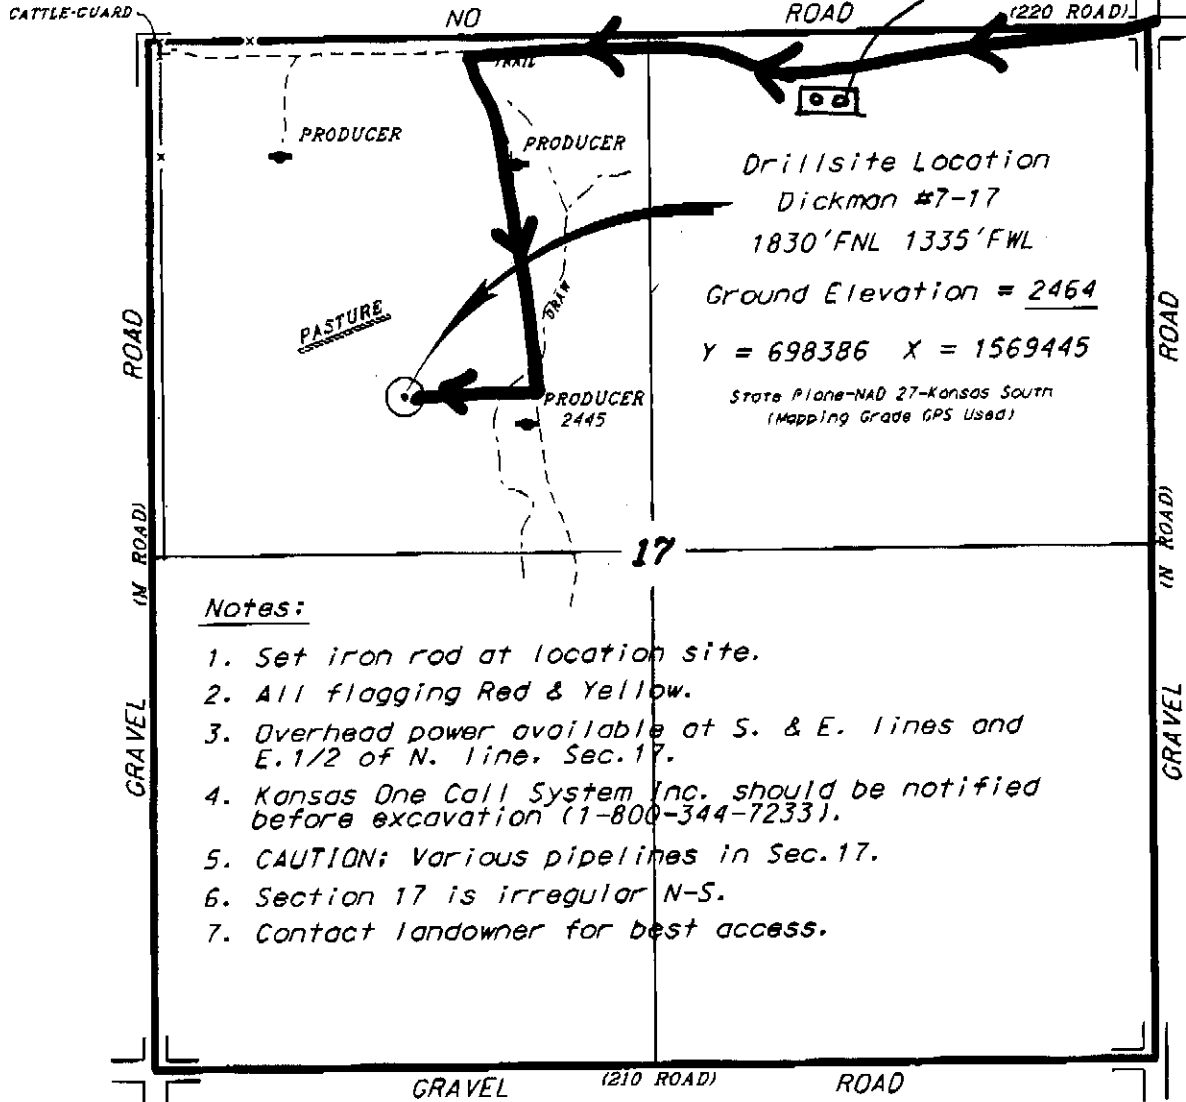 CATTLE-GUARD
NO ROAD (220 ROAD)
TRAIL
PRODUCER
PRODUCER
Drillsite Location
Dickman #7-17
1830'FNL 1335'FWL
Ground Elevation = 2464
Y = 698386 X = 1569445
State Plane-NAD 27-Kansas South
(Mapping Grade GPS Used)
PASTURE
DRAW
PRODUCER
2445
ROAD
(N ROAD)
GRAVEL
ROAD
(N ROAD)
GRAVEL
17
Notes:
1. Set iron rod at location site.
2. All flagging Red & Yellow.
3. Overhead power available at S. & E. lines and
E.1/2 of N. line. Sec.17.
4. Kansas One Call System Inc. should be notified
before excavation (1-800-344-7233).
5. CAUTION: Various pipelines in Sec.17.
6. Section 17 is irregular N-S.
7. Contact landowner for best access.
GRAVEL (210 ROAD) ROAD